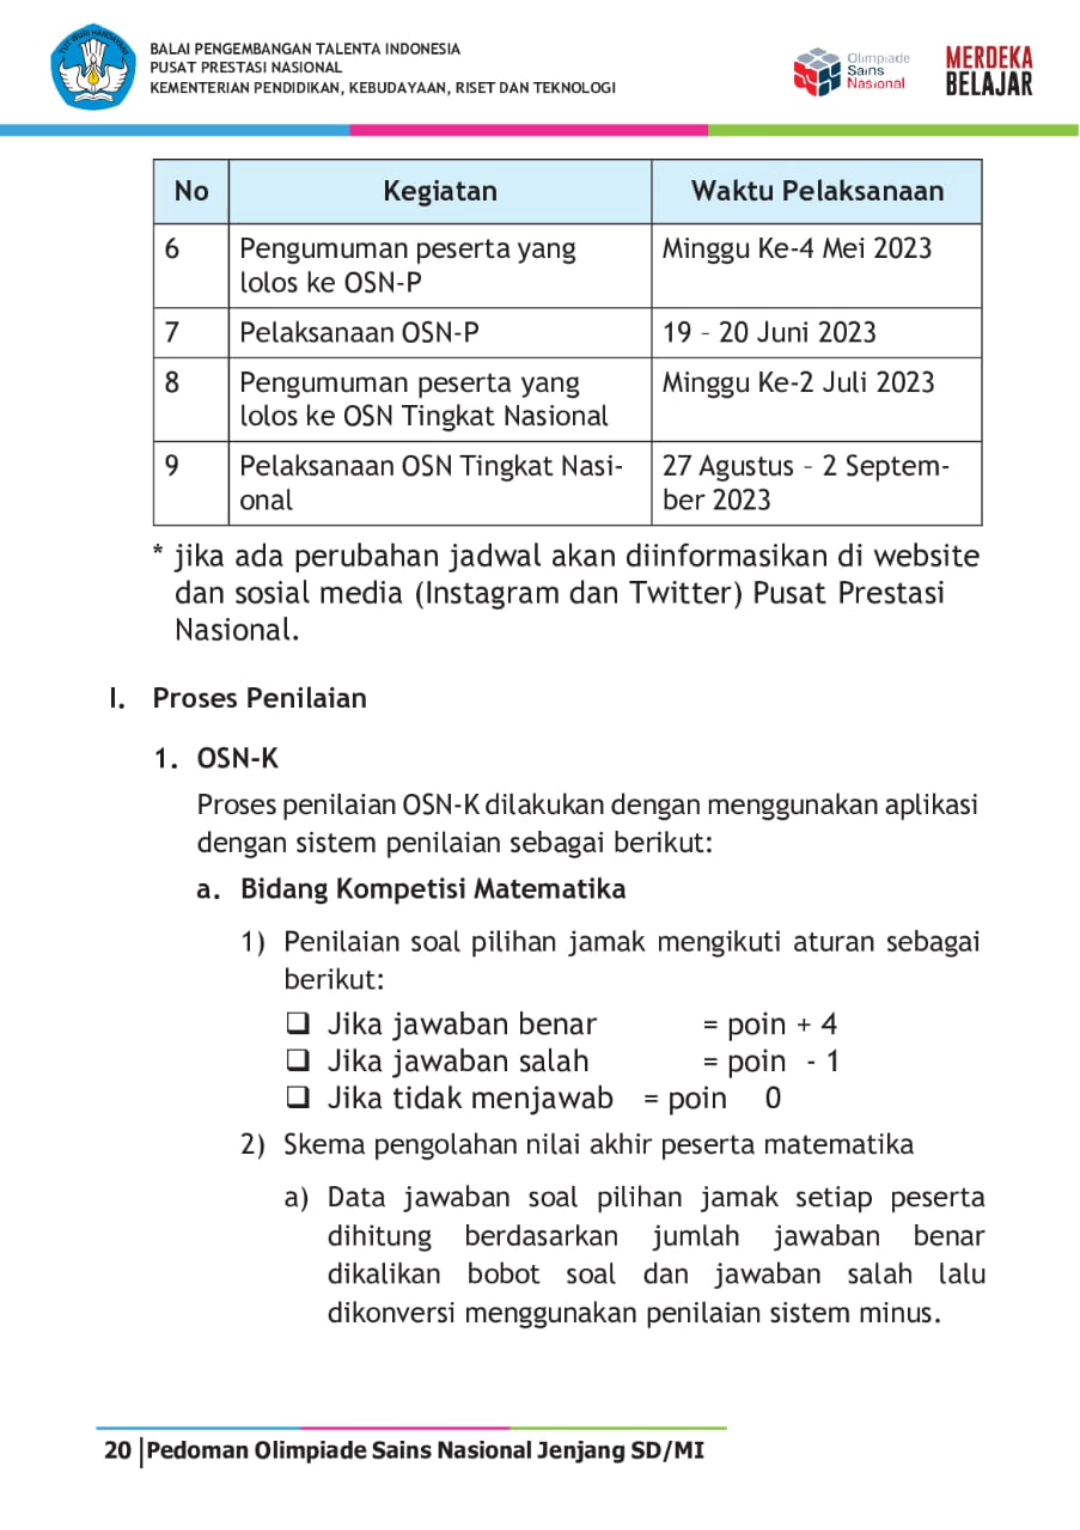 TUT WURI HANDAYANI
BALAI PENGEMBANGAN TALENTA INDONESIA
PUSAT PRESTASI NASIONAL
KEMENTERIAN PENDIDIKAN, KEBUDAYAAN, RISET DAN TEKNOLOGI
Olimpiade
Sains
Nasional
MERDEKA
BELAJAR
No Kegiatan Waktu Pelaksanaan
6 Pengumuman peserta yang Minggu Ke-4 Mei 2023
lolos ke OSN-P
7 Pelaksanaan OSN-P 19 - 20 Juni 2023
8 Pengumuman peserta yang Minggu Ke-2 Juli 2023
lolos ke OSN Tingkat Nasional
9 Pelaksanaan OSN Tingkat Nasi- 27 Agustus - 2 Septem-
onal ber 2023
* jika ada perubahan jadwal akan diinformasikan di website
dan sosial media (Instagram dan Twitter) Pusat Prestasi
Nasional.
I. Proses Penilaian
1. OSN-K
Proses penilaian OSN-K dilakukan dengan menggunakan aplikasi
dengan sistem penilaian sebagai berikut:
a. Bidang Kompetisi Matematika
1) Penilaian soal pilihan jamak mengikuti aturan sebagai
berikut:
❑ Jika jawaban benar = poin + 4
❑ Jika jawaban salah = poin - 1
❑ Jika tidak menjawab = poin 0
2) Skema pengolahan nilai akhir peserta matematika
a) Data jawaban soal pilihan jamak setiap peserta
dihitung berdasarkan jumlah jawaban benar
dikalikan bobot soal dan jawaban salah lalu
dikonversi menggunakan penilaian sistem minus.
20 |Pedoman Olimpiade Sains Nasional Jenjang SD/MI